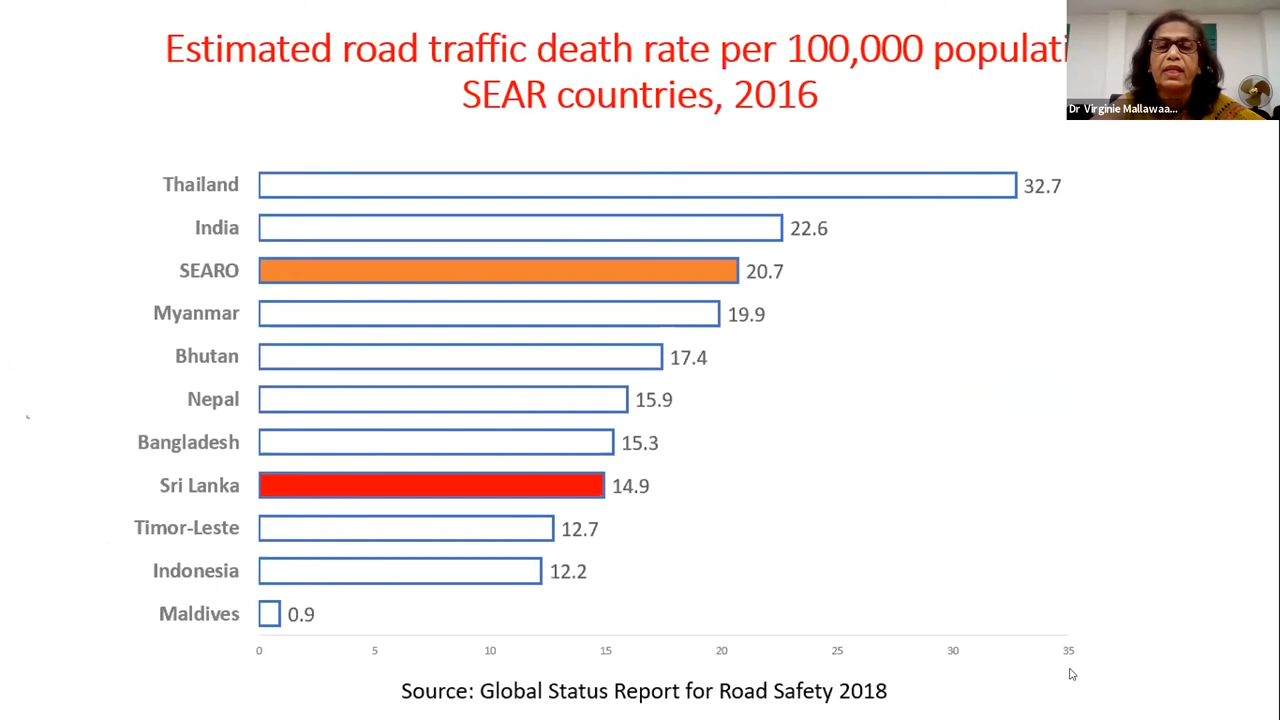 Estimated road traffic death rate per 100,000 populati
SEAR countries, 2016
Dr Virginie Mallawaa...
Thailand 32.7
India 22.6
SEARO 20.7
Myanmar 19.9
Bhutan 17.4
Nepal 15.9
Bangladesh 15.3
Sri Lanka 14.9
Timor-Leste 12.7
Indonesia 12.2
Maldives 0.9
0 5 10 15 20 25 30 35
Source: Global Status Report for Road Safety 2018